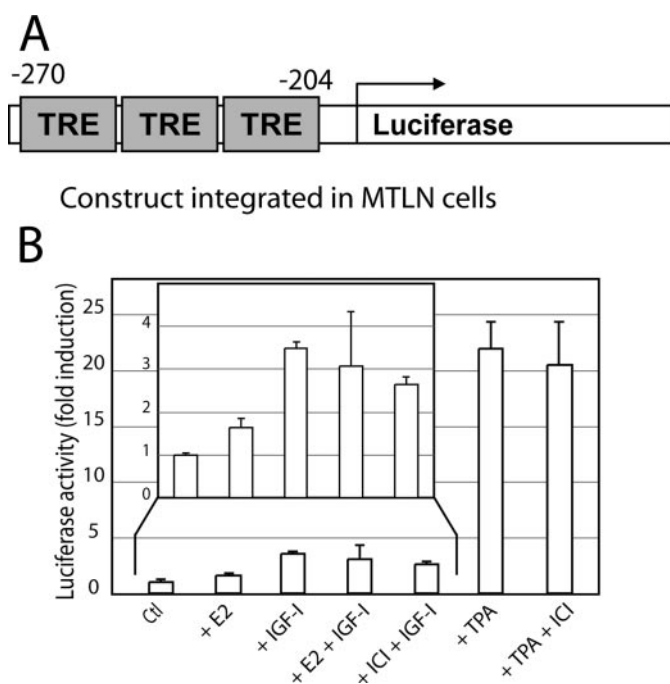 A
-270
-204
TRE TRE TRE Luciferase
Construct integrated in MTLN cells
B
Luciferase activity (fold induction)
25
20
15
10
5
0
4
3
2
1
0
Ctl
+ E2
+ IGF-I
+ E2 + IGF-I
+ ICI + IGF-I
+ TPA
+ TPA + ICI